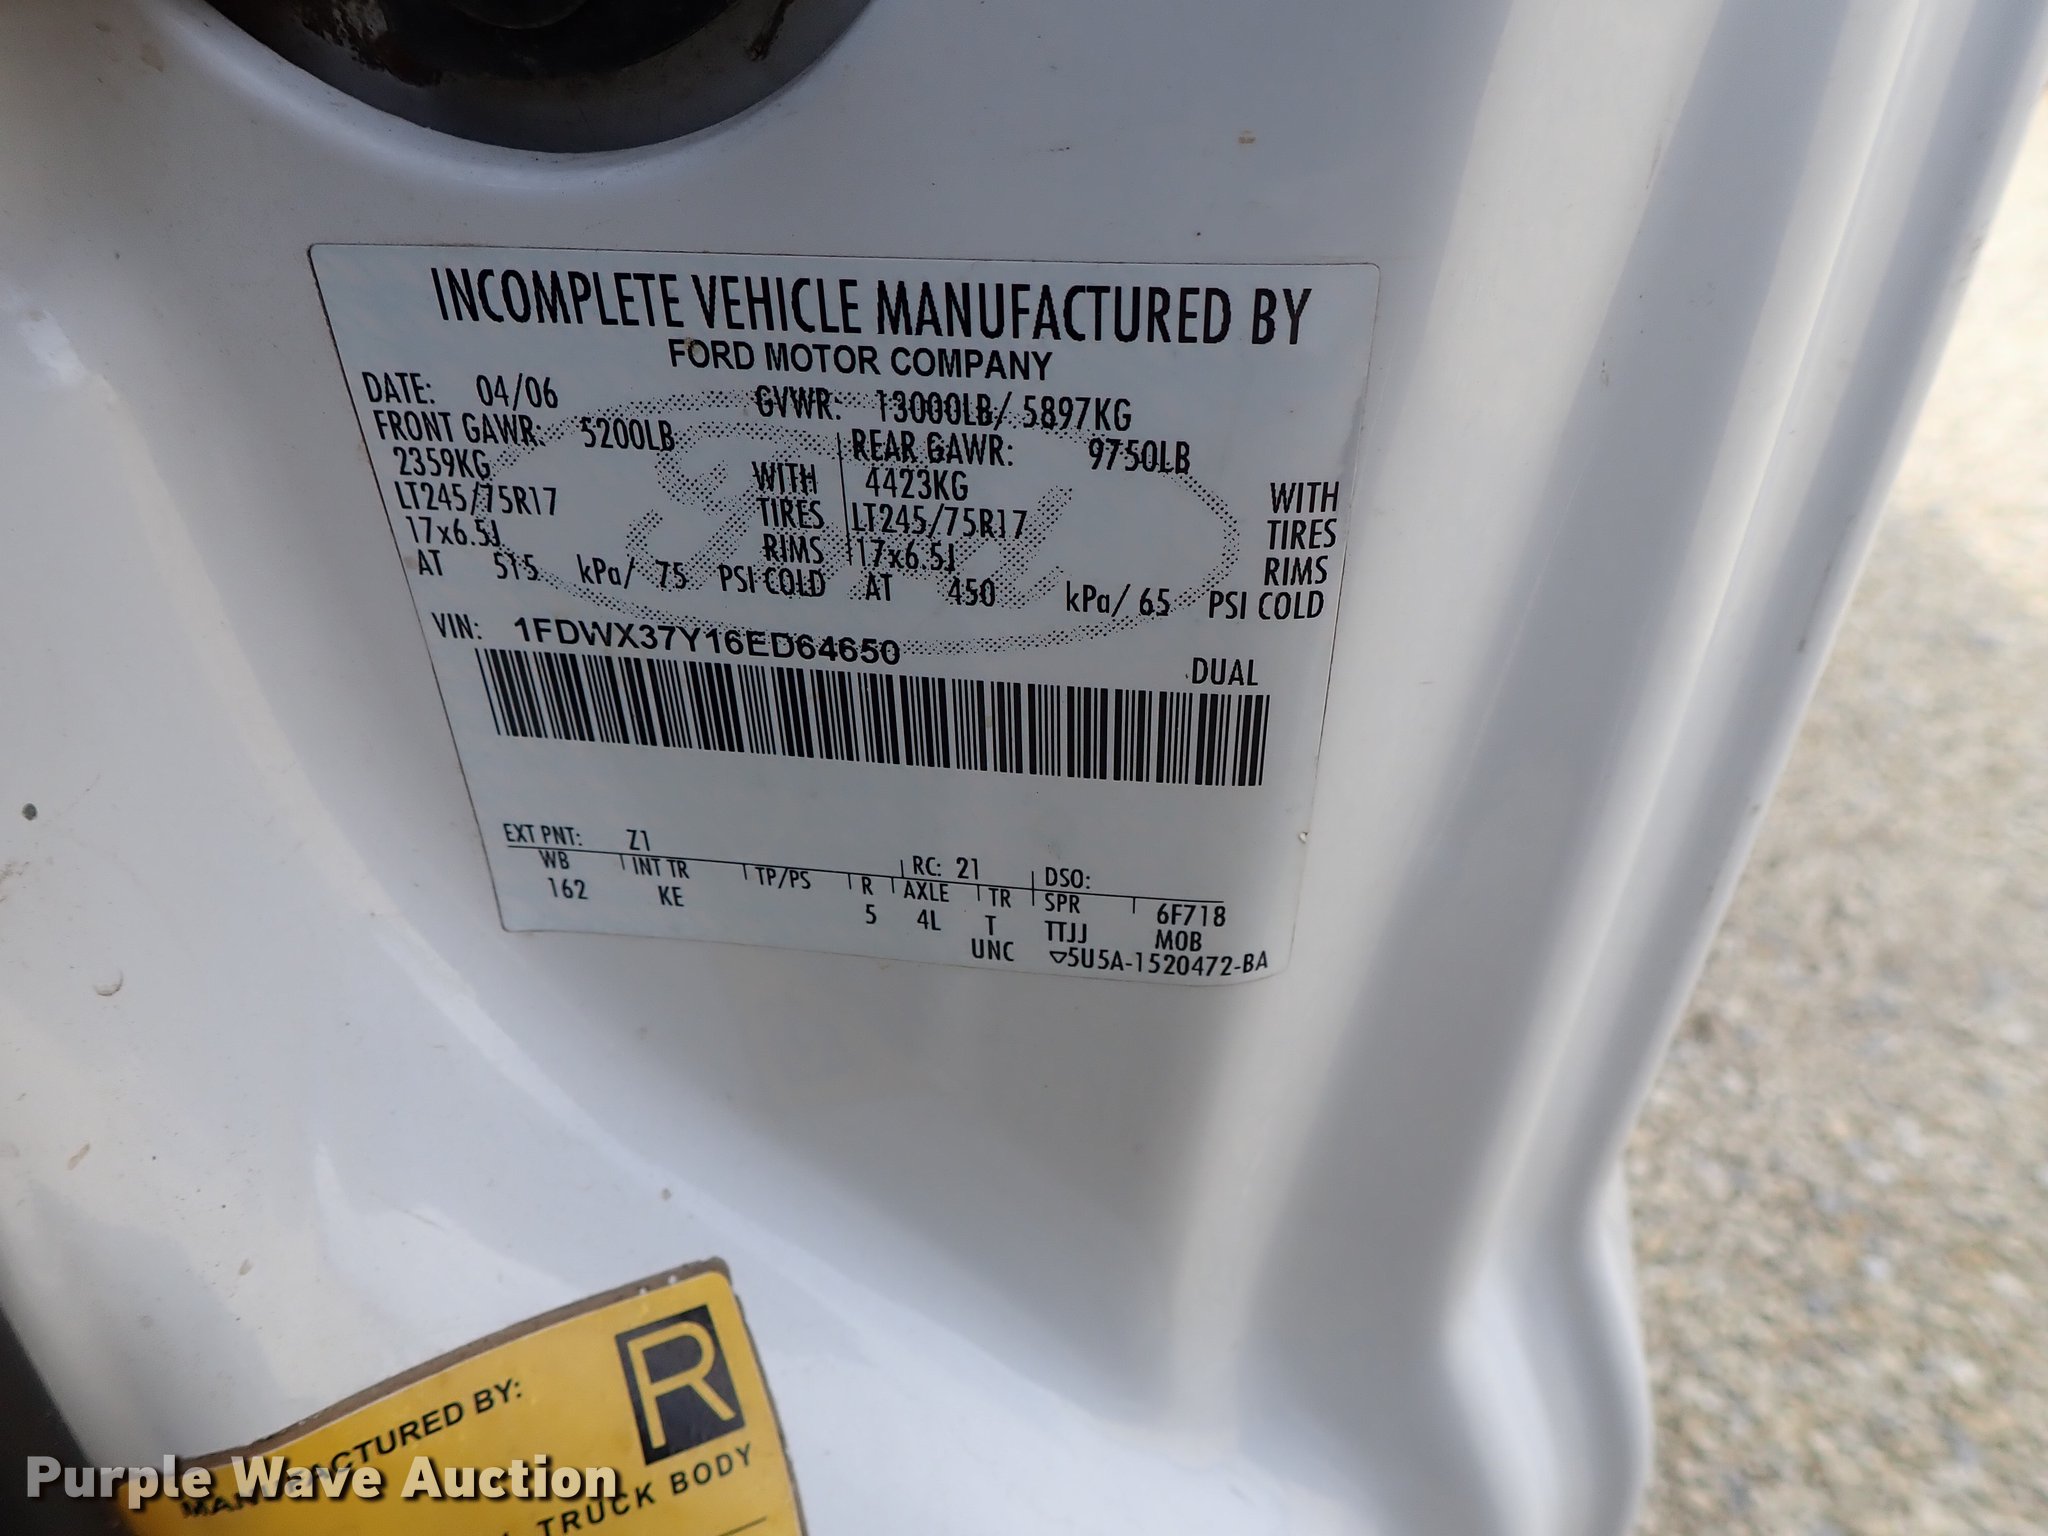 INCOMPLETE VEHICLE MANUFACTURED BY
FORD MOTOR COMPANY
DATE: 04/06 GVWR: 13000LB/ 5897KG
FRONT GAWR: 5200LB REAR GAWR: 9750LB
2359KG WITH 4423KG WITH
LT245/75R17 TIRES LT245/75R17 TIRES
17x6.5J RIMS 17x6.5J RIMS
AT 515 kPa/ 75 PSI COLD AT 450 kPa/ 65 PSI COLD
VIN: 1FDWX37Y16ED64650
DUAL
EXT PNT: Z1 RC: 21 DSO:
WB INT TR TP/PS R AXLE TR SPR 6F718
162 KE 5 4L T TTJJ MOB
UNC ▽5U5A-1520472-BA
R
MANUFACTURED BY:
TRUCK BODY
Purple Wave Auction